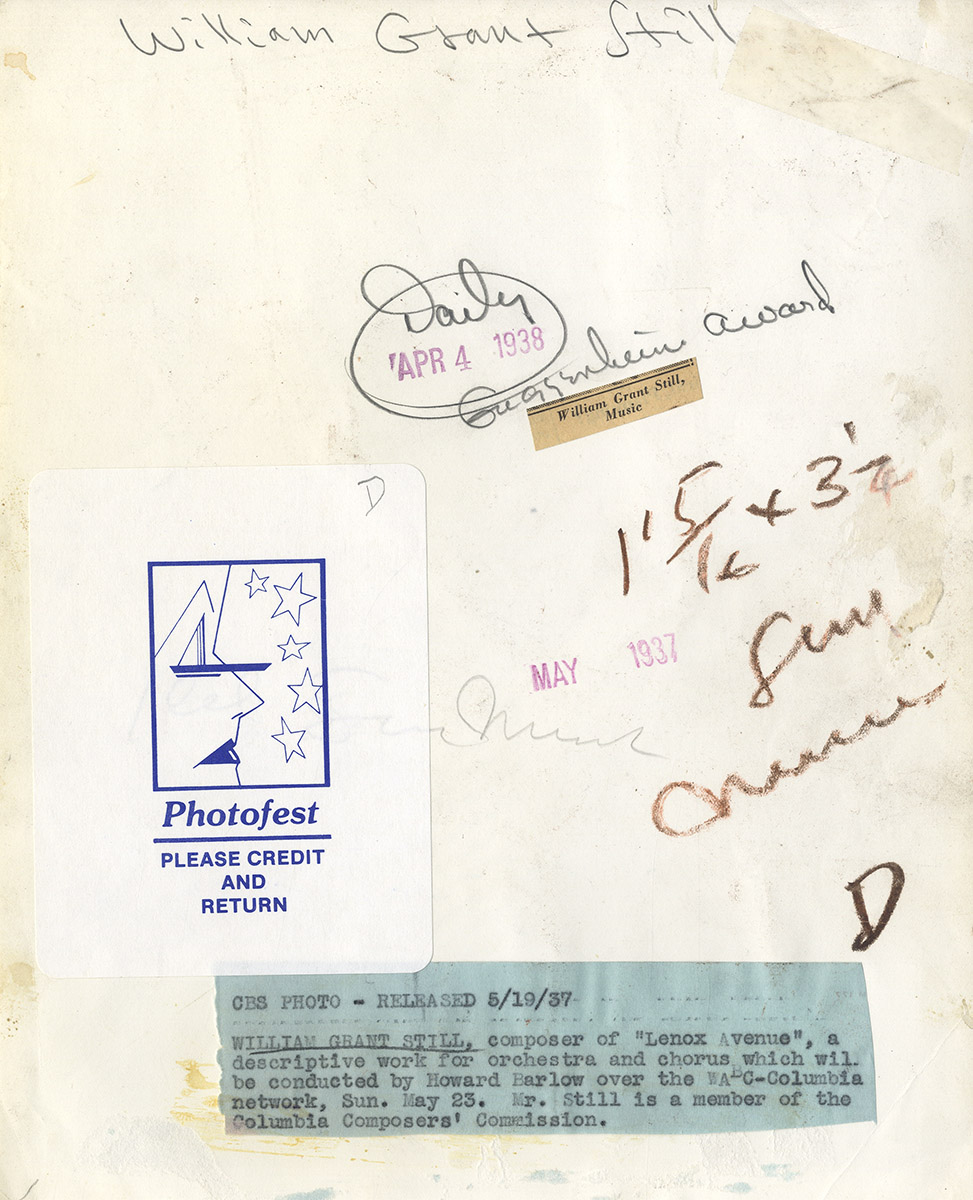 William Grant Still
Daily
APR 4 1938
Guggenheim award
William Grant Still,
Music
1 15/16 x 3 1/4
D
MAY 1937
Photofest
PLEASE CREDIT
AND
RETURN
D
CBS PHOTO - RELEASED 5/19/37
WILLIAM GRANT STILL, composer of "Lenox Avenue", a
descriptive work for orchestra and chorus which wil.
be conducted by Howard Barlow over the WABC-Columbia
network, Sun. May 23. Mr. Still is a member of the
Columbia Composers' Commission.